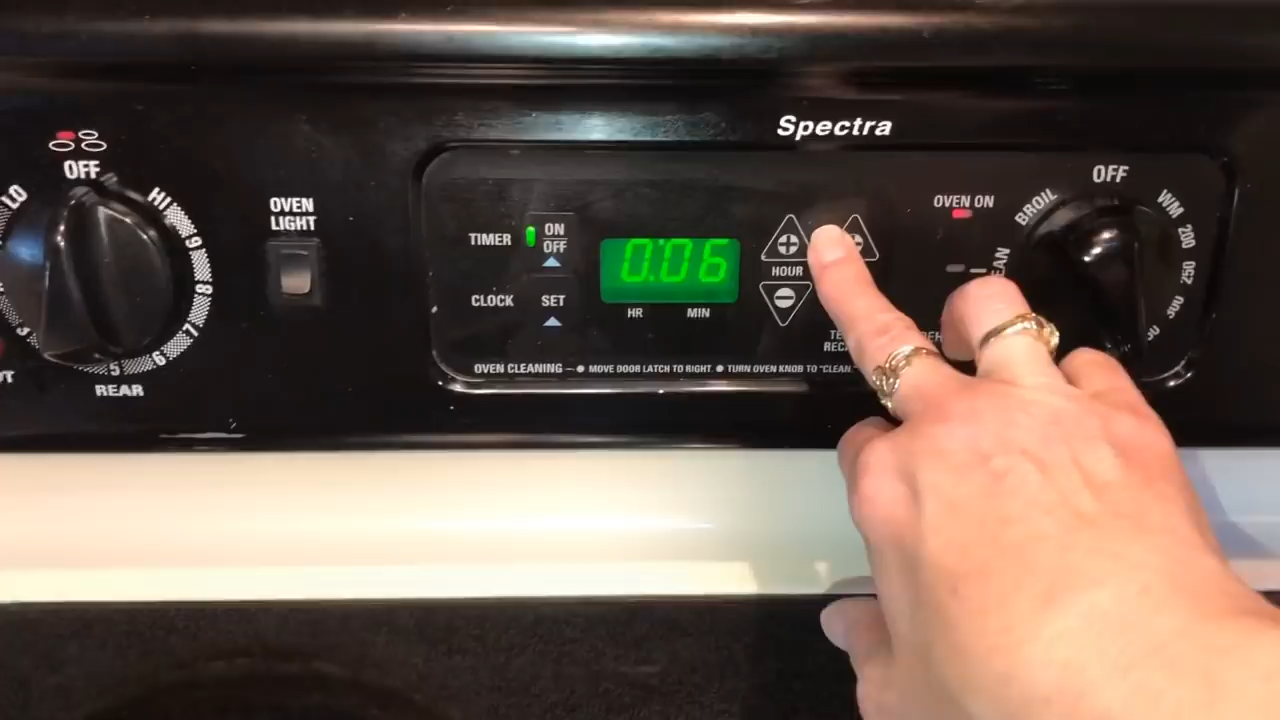 Spectra
OFF
LO
HI
9
8
7
6
5
3
REAR
OVEN
LIGHT
TIMER
ON
OFF
CLOCK
SET
0:06
HR
MIN
HOUR
OVEN CLEANING – ● MOVE DOOR LATCH TO RIGHT ● TURN OVEN KNOB TO "CLEAN.
OVEN ON
OFF
BROIL
WM
200
250
300